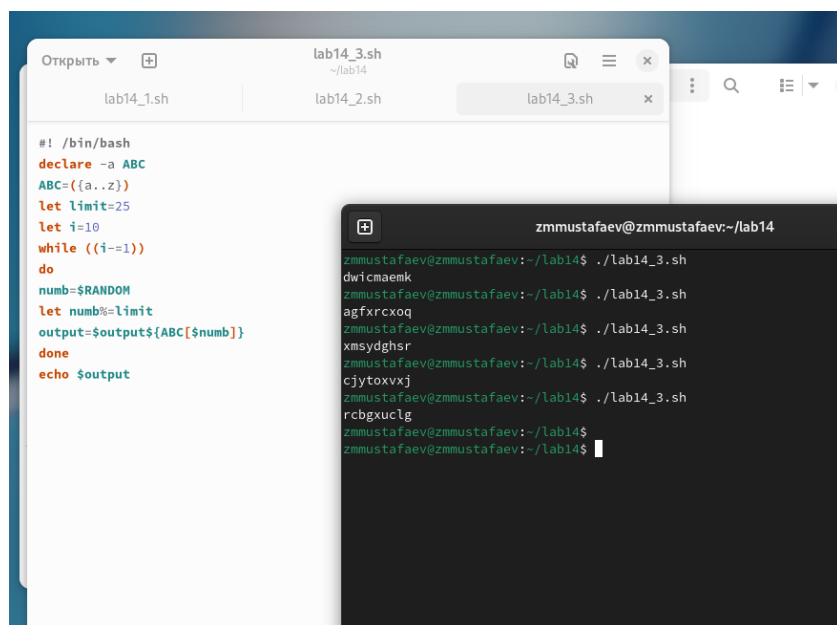 Открыть
lab14_3.sh
~/lab14
lab14_1.sh
lab14_2.sh
lab14_3.sh
#! /bin/bash
declare -a ABC
ABC=({a..z})
let limit=25
let i=10
while ((i-=1))
do
numb=$RANDOM
let numb%=limit
output=$output${ABC[$numb]}
done
echo $output
zmmustafaev@zmmustafaev:~/lab14
zmmustafaev@zmmustafaev:~/lab14$ ./lab14_3.sh
dwicmaemk
zmmustafaev@zmmustafaev:~/lab14$ ./lab14_3.sh
agfxrcxoq
zmmustafaev@zmmustafaev:~/lab14$ ./lab14_3.sh
xmsydghsr
zmmustafaev@zmmustafaev:~/lab14$ ./lab14_3.sh
cjytoxvxj
zmmustafaev@zmmustafaev:~/lab14$ ./lab14_3.sh
rcbgxuclg
zmmustafaev@zmmustafaev:~/lab14$
zmmustafaev@zmmustafaev:~/lab14$